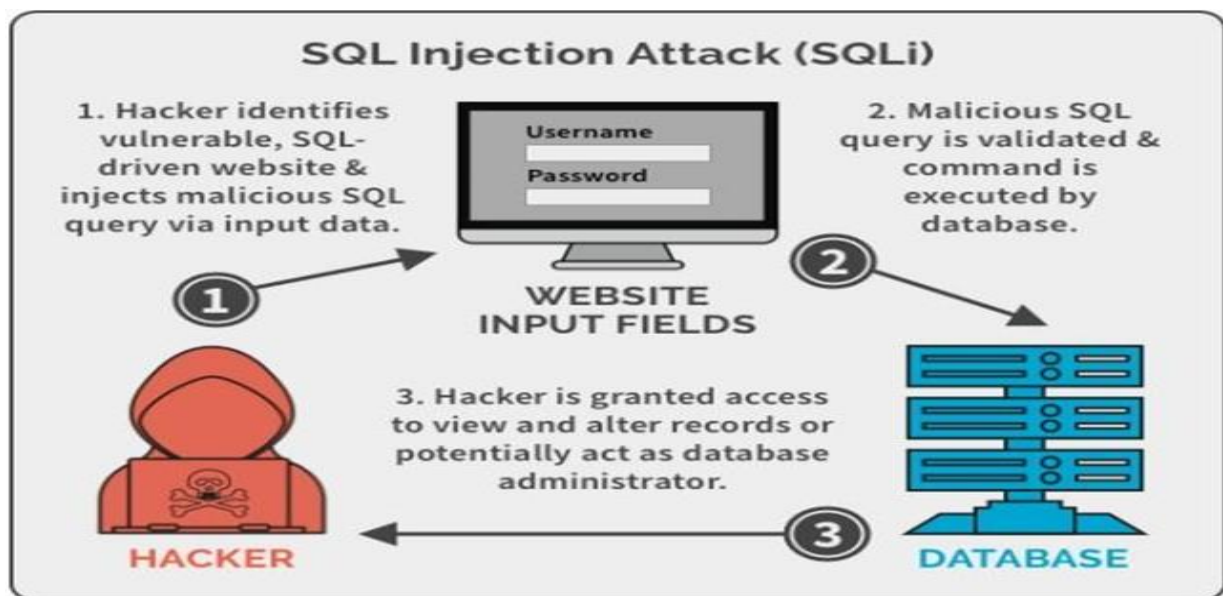 SQL Injection Attack (SQLi)
1. Hacker identifies
vulnerable, SQL-
driven website &
injects malicious SQL
query via input data.
Username
Password
2. Malicious SQL
query is validated &
command is
executed by
database.
1
2
WEBSITE
INPUT FIELDS
3. Hacker is granted access
to view and alter records or
potentially act as database
administrator.
3
HACKER
DATABASE